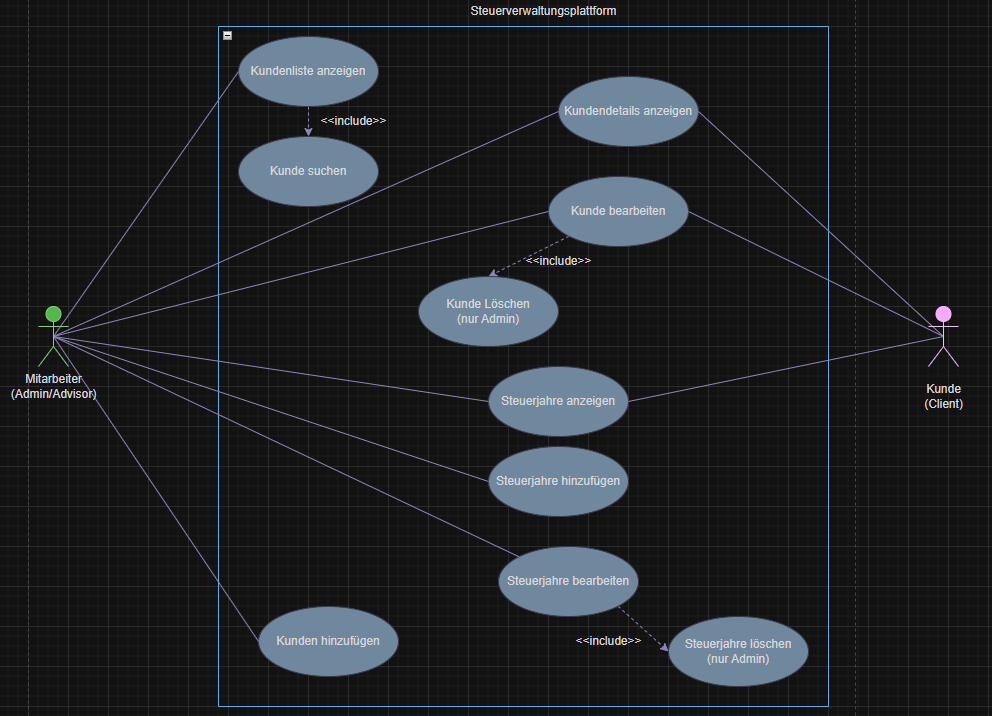 Steuerverwaltungsplattform
Kundenliste anzeigen
<<include>>
Kunde suchen
Kundendetails anzeigen
Kunde bearbeiten
<<include>>
Kunde Löschen
(nur Admin)
Mitarbeiter
(Admin/Advisor)
Kunde
(Client)
Steuerjahre anzeigen
Steuerjahre hinzufügen
Steuerjahre bearbeiten
<<include>>
Kunden hinzufügen
Steuerjahre löschen
(nur Admin)